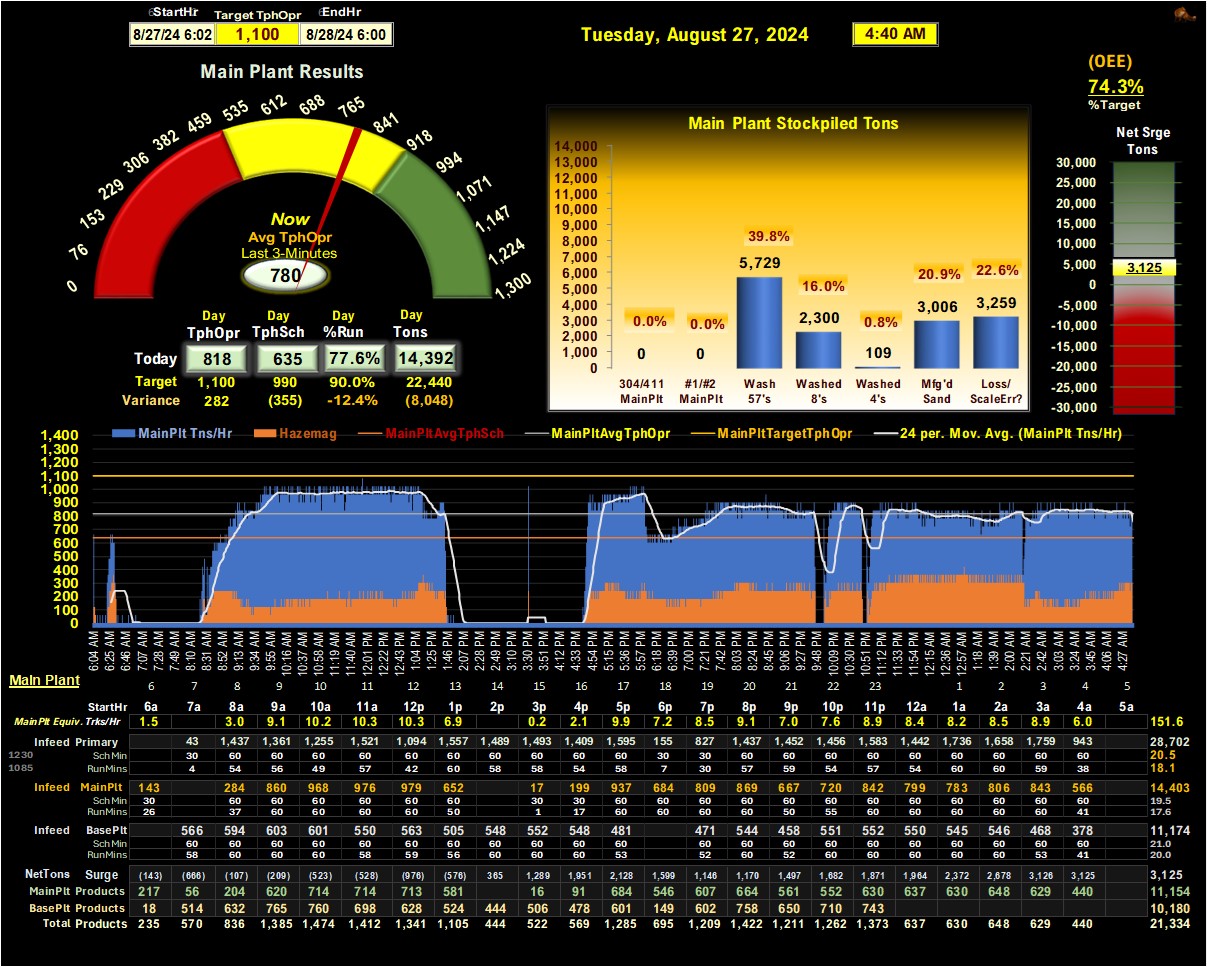 StartHr Target TphOpr EndHr
8/27/24 6:02 1,100 8/28/24 6:00
Tuesday, August 27, 2024 4:40 AM
(OEE)
74.3%
%Target
Main Plant Results
0 76 153 229 306 382 459 535 612 688 765 841 918 994 1,071 1,147 1,224 1,300
Now
Avg TphOpr
Last 3-Minutes
780
Day Day Day Day
TphOpr TphSch %Run Tons
Today 818 635 77.6% 14,392
Target 1,100 990 90.0% 22,440
Variance 282 (355) -12.4% (8,048)
Main Plant Stockpiled Tons
14,000
13,000
12,000
11,000
10,000
9,000
8,000
7,000
6,000
5,000
4,000
3,000
2,000
1,000
0
0.0% 0.0% 39.8% 16.0% 0.8% 20.9% 22.6%
0 0 5,729 2,300 109 3,006 3,259
304/411 #1/#2 Wash Washed Washed Mfg'd Loss/
MainPlt MainPlt 57's 8's 4's Sand ScaleErr?
Net Srge
Tons
30,000
25,000
20,000
15,000
10,000
5,000
0
-5,000
-10,000
-15,000
-20,000
-25,000
-30,000
3,125
MainPlt Tns/Hr Hazemag MainPltAvgTphSch MainPltAvgTphOpr MainPltTargetTphOpr 24 per. Mov. Avg. (MainPlt Tns/Hr)
1,400
1,300
1,200
1,100
1,000
900
800
700
600
500
400
300
200
100
0
6:04 AM 6:25 AM 6:46 AM 7:07 AM 7:28 AM 7:49 AM 8:10 AM 8:31 AM 8:52 AM 9:13 AM 9:34 AM 9:55 AM 10:16 AM 10:37 AM 10:58 AM 11:19 AM 11:40 AM 12:01 PM 12:22 PM 12:43 PM 1:04 PM 1:25 PM 1:46 PM 2:07 PM 2:28 PM 2:49 PM 3:09 PM 3:30 PM 3:51 PM 4:12 PM 4:33 PM 4:54 PM 5:15 PM 5:36 PM 5:57 PM 6:18 PM 6:39 PM 7:00 PM 7:21 PM 7:42 PM 8:03 PM 8:24 PM 8:45 PM 9:06 PM 9:27 PM 9:48 PM 10:09 PM 10:30 PM 10:51 PM 11:12 PM 11:33 PM 11:54 PM 12:15 AM 12:36 AM 12:57 AM 1:18 AM 1:39 AM 2:00 AM 2:21 AM 2:42 AM 3:03 AM 3:24 AM 3:45 AM 4:06 AM 4:27 AM
Main Plant
6 7 8 9 10 11 12 13 14 15 16 17 18 19 20 21 22 23 1 2 3 4 5
StartHr 6a 7a 8a 9a 10a 11a 12p 1p 2p 3p 4p 5p 6p 7p 8p 9p 10p 11p 12a 1a 2a 3a 4a 5a
MainPlt Equiv. Trks/Hr 1.5 3.0 9.1 10.2 10.3 10.3 6.9 0.2 2.1 9.9 7.2 8.5 9.1 7.0 7.6 8.9 8.4 8.2 8.5 8.9 6.0 151.6
Infeed Primary 43 1,437 1,361 1,255 1,521 1,094 1,557 1,489 1,493 1,409 1,595 155 827 1,437 1,452 1,456 1,583 1,442 1,736 1,658 1,759 943 28,702
1230 Sch Min 30 60 60 60 60 60 60 60 60 60 60 30 30 60 60 60 60 60 60 60 60 60 20.5
1085 RunMins 4 54 56 49 57 42 60 58 58 54 58 7 30 57 59 54 57 54 60 60 59 38 18.1
Infeed MainPlt 143 284 860 968 976 979 652 17 199 937 684 809 869 667 720 842 799 783 806 843 566 14,403
Sch Min 30 60 60 60 60 60 60 30 30 60 60 60 60 60 60 60 60 60 60 60 60 19.5
RunMins 26 37 60 60 60 60 50 1 17 60 60 60 60 50 55 60 60 60 60 60 41 17.6
Infeed BasePlt 566 594 603 601 550 563 505 548 552 548 481 471 544 458 551 552 550 545 546 468 378 11,174
Sch Min 60 60 60 60 60 60 60 60 60 60 60 60 60 60 60 60 60 60 60 60 60 21.0
RunMins 58 60 60 60 58 59 56 60 60 60 53 52 60 52 60 60 60 60 60 53 41 20.0
NetTons Surge (143) (666) (107) (209) (523) (528) (976) (576) 365 1,289 1,951 2,128 1,599 1,146 1,170 1,497 1,682 1,871 1,964 2,372 2,678 3,126 3,125 3,125
MainPlt Products 217 56 204 620 714 714 713 581 16 91 684 546 607 664 561 552 630 637 630 648 629 440 11,154
BasePlt Products 18 514 632 765 760 698 628 524 444 506 478 601 149 602 758 650 710 743 10,180
Total Products 235 570 836 1,385 1,474 1,412 1,341 1,105 444 522 569 1,285 695 1,209 1,422 1,211 1,262 1,373 637 630 648 629 440 21,334